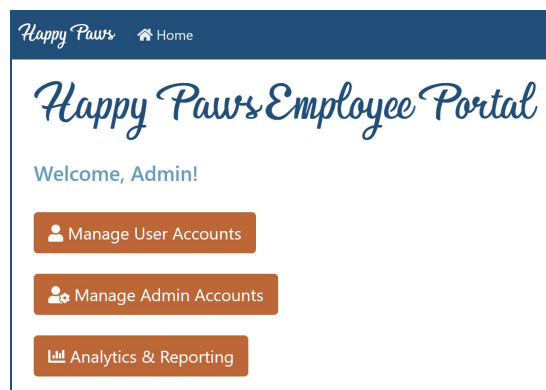 Happy Paws Home
Happy Paws Employee Portal
Welcome, Admin!
Manage User Accounts
Manage Admin Accounts
Analytics & Reporting